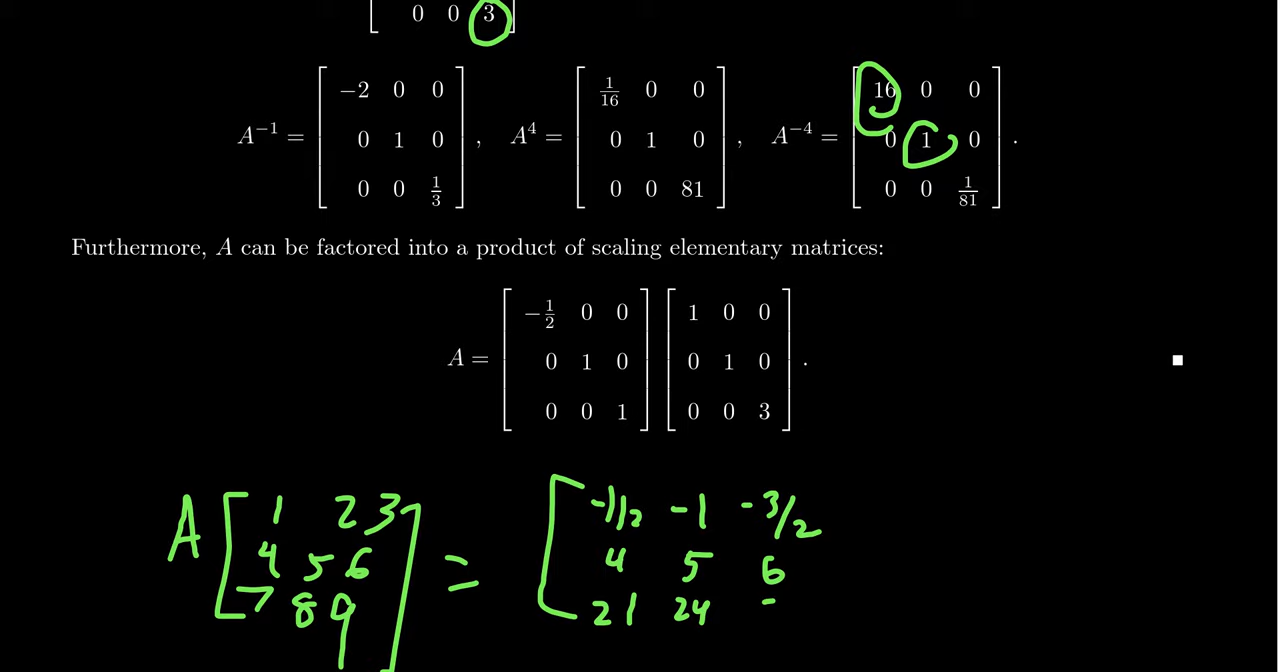 0 0 3
A⁻¹ = [ −2 0 0 ; 0 1 0 ; 0 0 1/3 ], A⁴ = [ 1/16 0 0 ; 0 1 0 ; 0 0 81 ], A⁻⁴ = [ 16 0 0 ; 0 1 0 ; 0 0 1/81 ].
Furthermore, A can be factored into a product of scaling elementary matrices:
A = [ −1/2 0 0 ; 0 1 0 ; 0 0 1 ] [ 1 0 0 ; 0 1 0 ; 0 0 3 ].
A [ 1 2 3 ; 4 5 6 ; 7 8 9 ] = [ -1/2 -1 -3/2 ; 4 5 6 ; 21 24